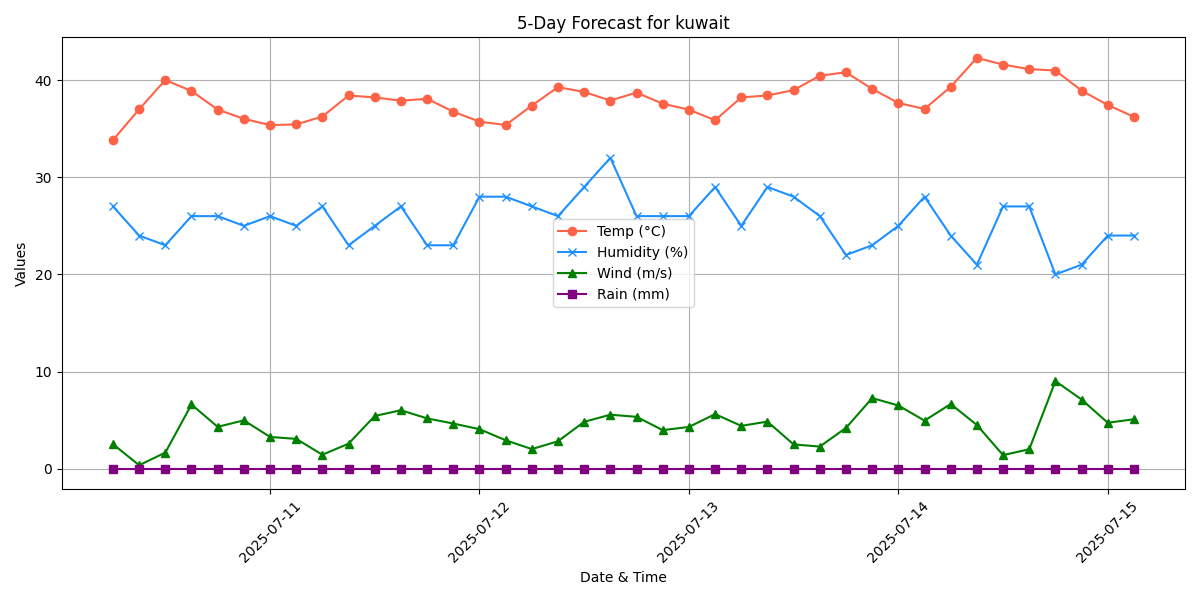 5-Day Forecast for kuwait
Values
40
30
20
10
0
Temp (°C)
Humidity (%)
Wind (m/s)
Rain (mm)
2025-07-11
2025-07-12
2025-07-13
2025-07-14
2025-07-15
Date & Time